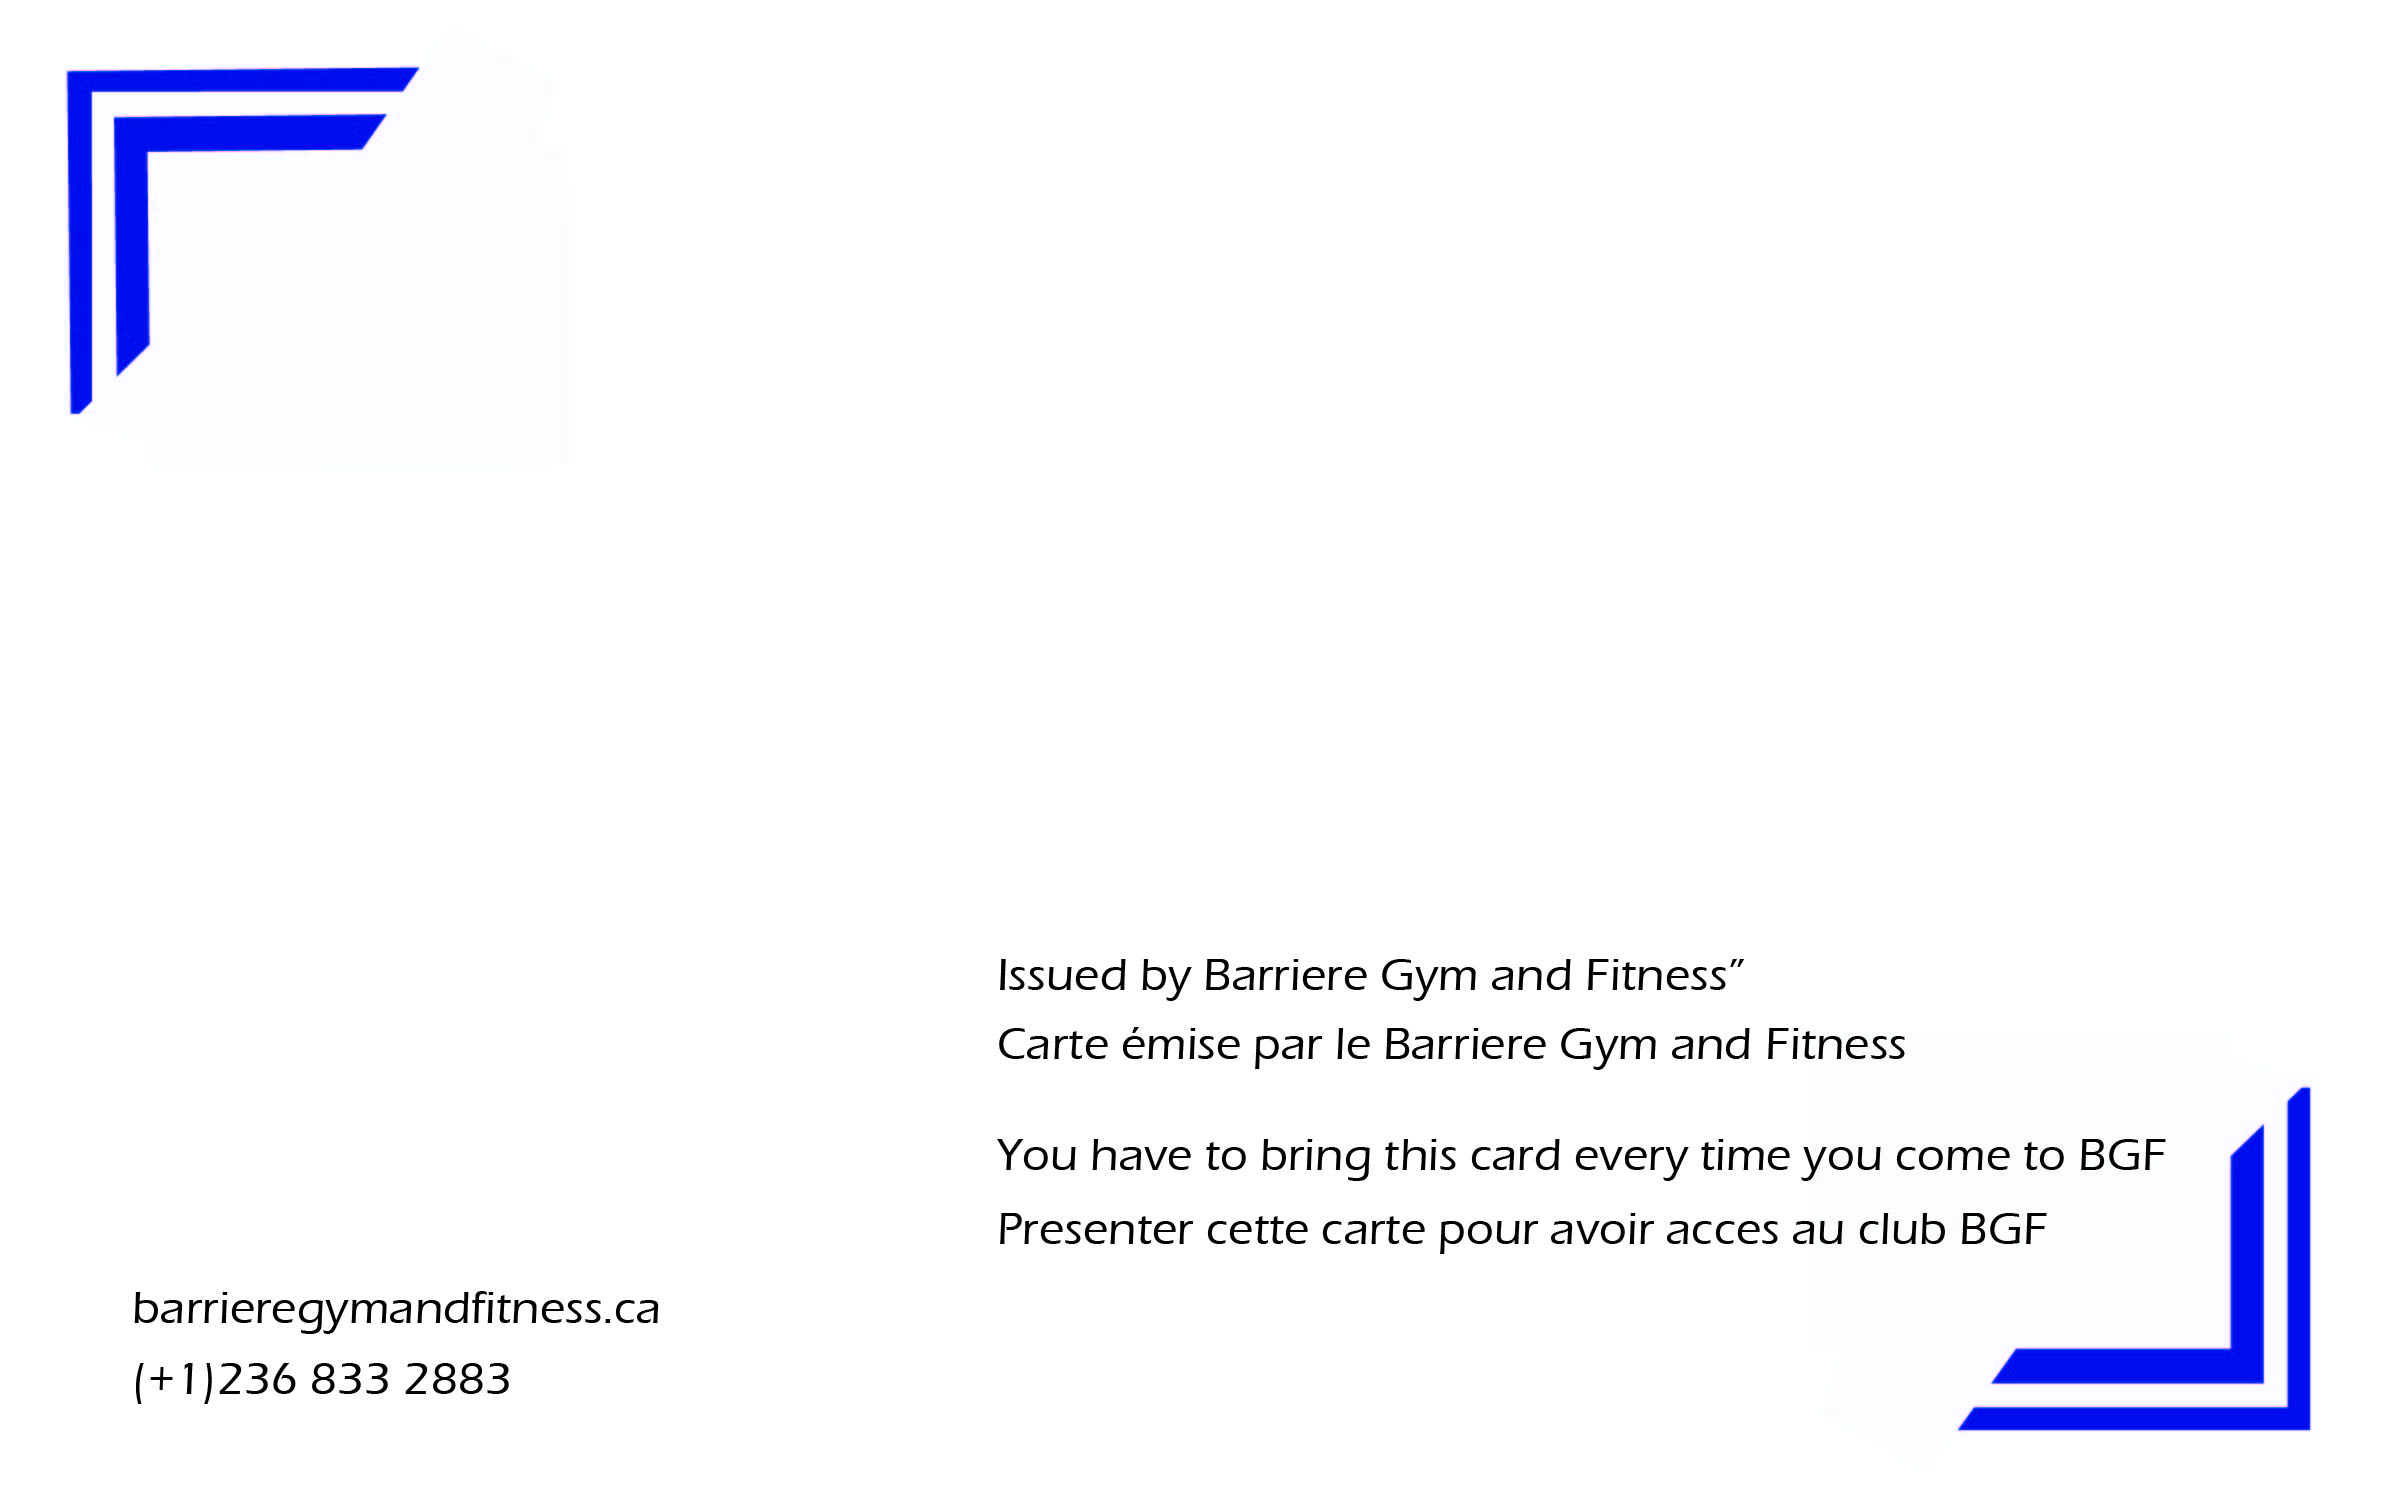 Issued by Barriere Gym and Fitness”
Carte émise par le Barriere Gym and Fitness
You have to bring this card every time you come to BGF
Presenter cette carte pour avoir acces au club BGF
barrieregymandfitness.ca
(+1)236 833 2883